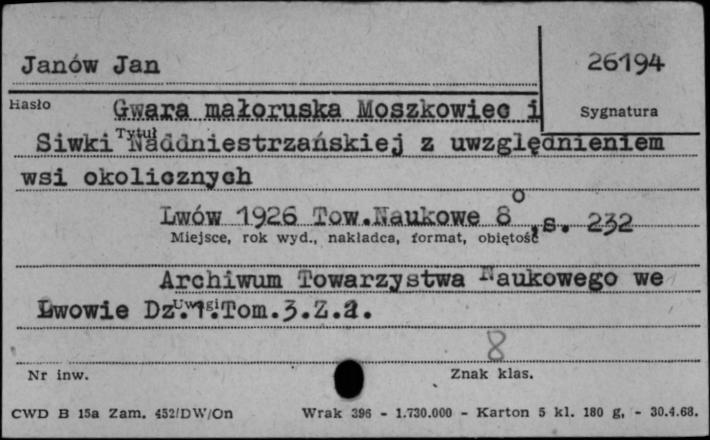 Janów Jan
26194
Hasło
Sygnatura
Gwara małoruska Moszkowiec i
Tytuł
Siwki Naddniestrzańskiej z uwzględnieniem
wsi okolicznych
Lwów 1926 Tow.Naukowe 8°,s. 232
Miejsce, rok wyd., nakładca, format, objętość
Archiwum Towarzystwa Naukowego we
Uwagi
Lwowie Dz.1.Tom.3.Z.2.
8
Nr inw.
Znak klas.
CWD B 15a Zam. 452/DW/On Wrak 396 - 1.730.000 - Karton 5 kl. 180 g, - 30.4.68.